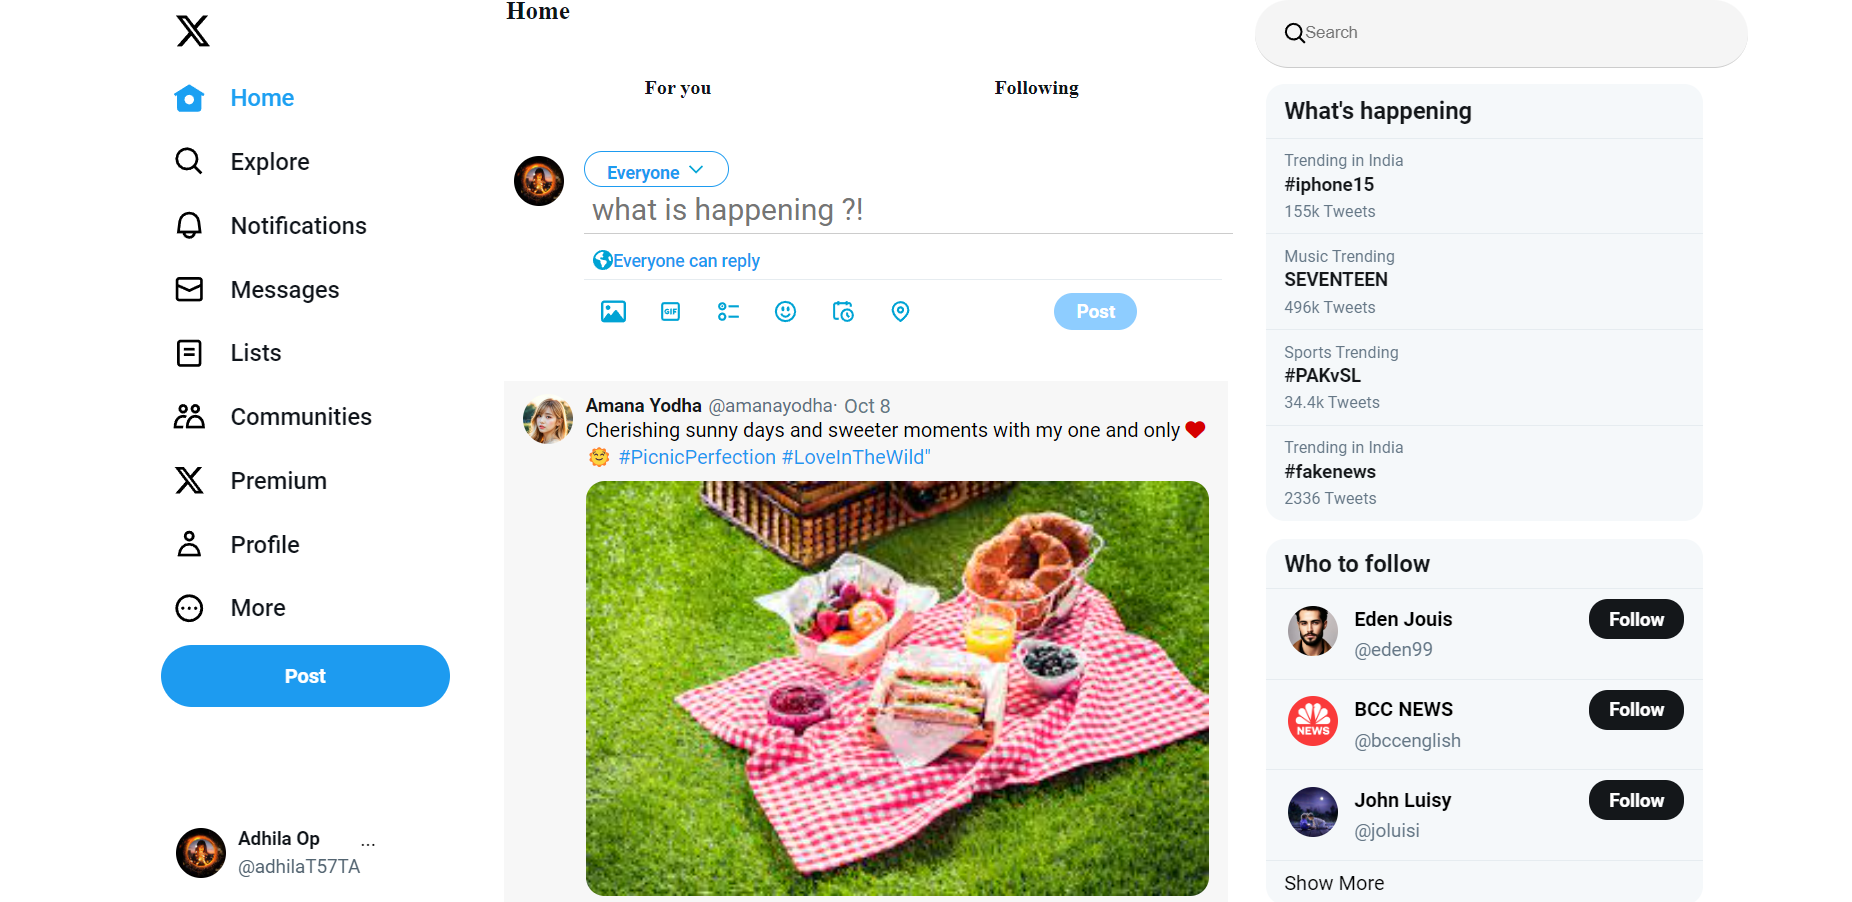 Home
Explore
Notifications
Messages
Lists
Communities
Premium
Profile
More
Post
Adhila Op ...
@adhilaT57TA
Home
For you Following
Everyone
what is happening ?!
Everyone can reply
GIF
Post
Amana Yodha @amanayodha· Oct 8
Cherishing sunny days and sweeter moments with my one and only ❤️
🌞 #PicnicPerfection #LoveInTheWild"
Search
What's happening
Trending in India
#iphone15
155k Tweets
Music Trending
SEVENTEEN
496k Tweets
Sports Trending
#PAKvSL
34.4k Tweets
Trending in India
#fakenews
2336 Tweets
Who to follow
Eden Jouis
@eden99
Follow
NEWS
BCC NEWS
@bccenglish
Follow
John Luisy
@joluisi
Follow
Show More